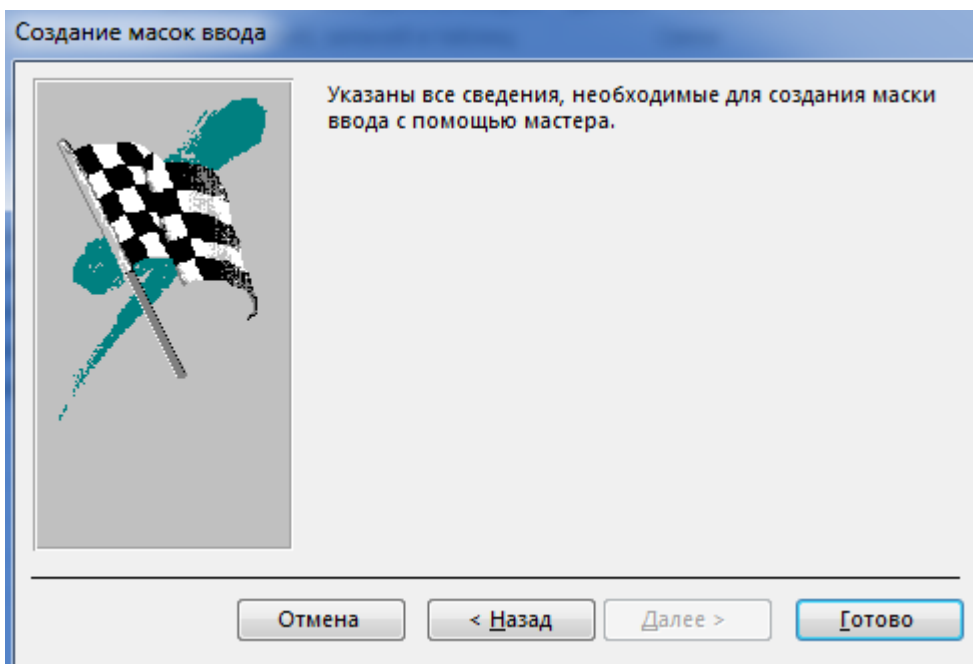 Создание масок ввода
Указаны все сведения, необходимые для создания маски
ввода с помощью мастера.
Отмена
< Назад
Далее >
Готово